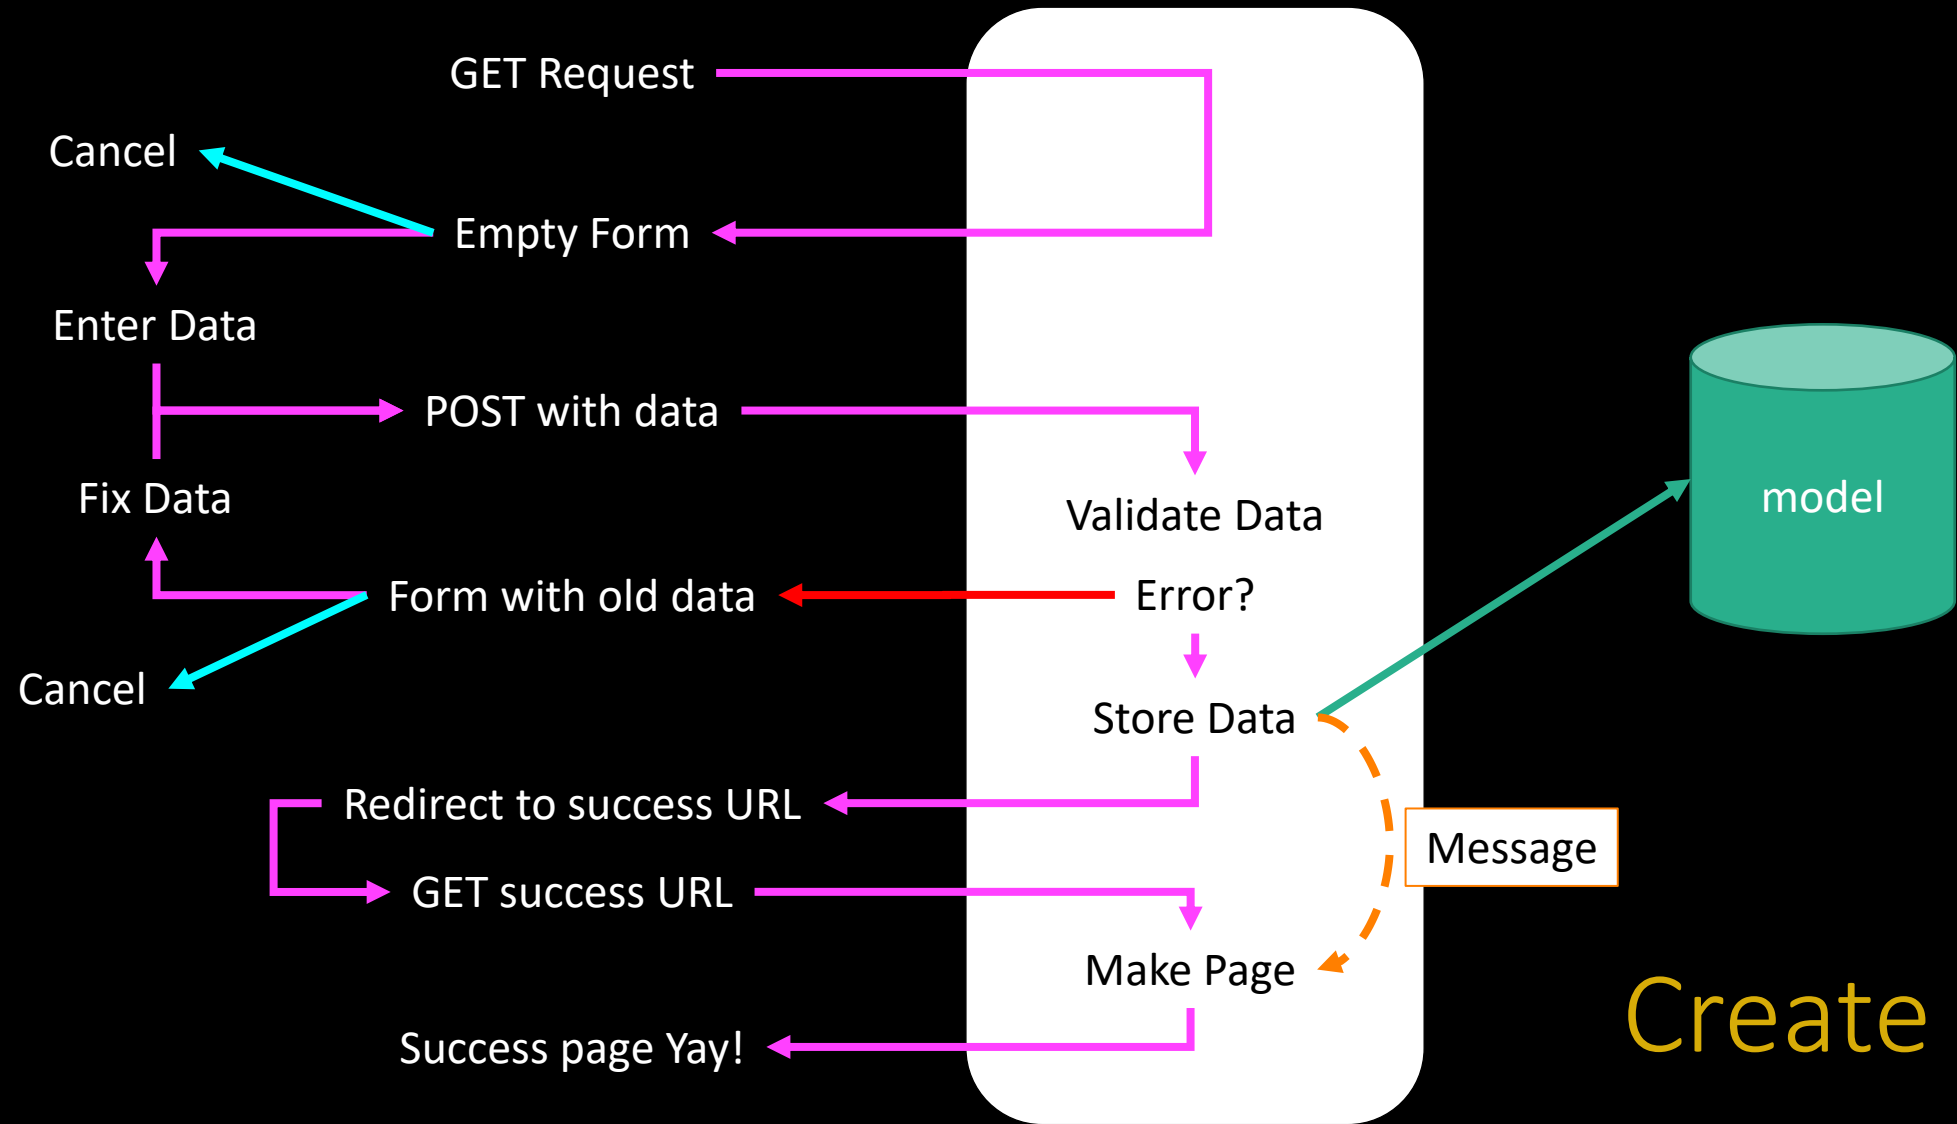 GET Request
Cancel
Empty Form
Enter Data
POST with data
Fix Data
Validate Data
Form with old data
Error?
Cancel
Store Data
model
Redirect to success URL
Message
GET success URL
Make Page
Success page Yay!
Create